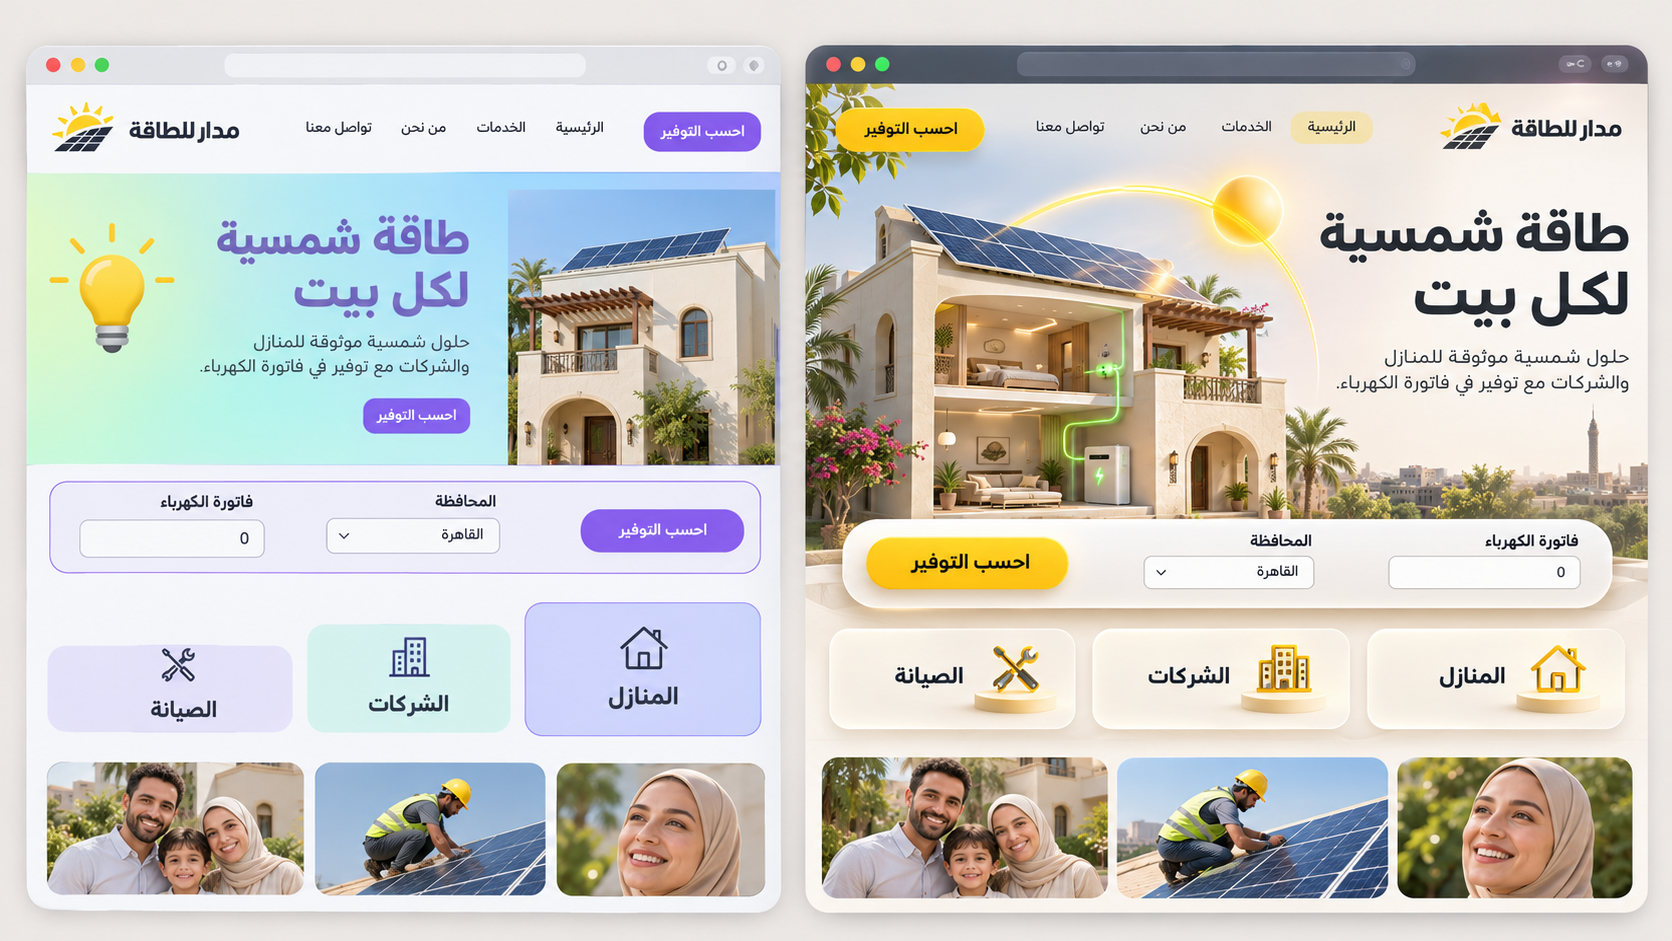 مدار للطاقة
الرئيسية
الخدمات
من نحن
تواصل معنا
احسب التوفير
طاقة شمسية
لكل بيت
حلول شمسية موثوقة للمنازل
والشركات مع توفير في فاتورة الكهرباء.
احسب التوفير
المحافظة
القاهرة
فاتورة الكهرباء
0
احسب التوفير
المنازل
الشركات
الصيانة
مدار للطاقة
الرئيسية
الخدمات
من نحن
تواصل معنا
احسب التوفير
طاقة شمسية
لكل بيت
حلول شمسية موثوقة للمنازل
والشركات مع توفير في فاتورة الكهرباء.
فاتورة الكهرباء
0
المحافظة
القاهرة
احسب التوفير
المنازل
الشركات
الصيانة